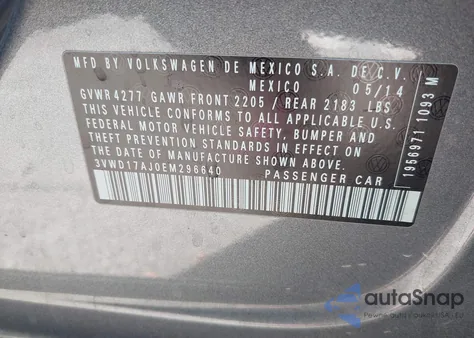 MFD BY VOLKSWAGEN DE MEXICO S.A. DE C.V.
MEXICO 05/14
GVWR4277 GAWR FRONT 2205 / REAR 2183 LBS
THIS VEHICLE CONFORMS TO ALL APPLICABLE U.S.
FEDERAL MOTOR VEHICLE SAFETY, BUMPER AND
THEFT PREVENTION STANDARDS IN EFFECT ON
THE DATE OF MANUFACTURE SHOWN ABOVE.
3VWD17AJ0EM296640 PASSENGER CAR
1956971 1093 M
autoSnap